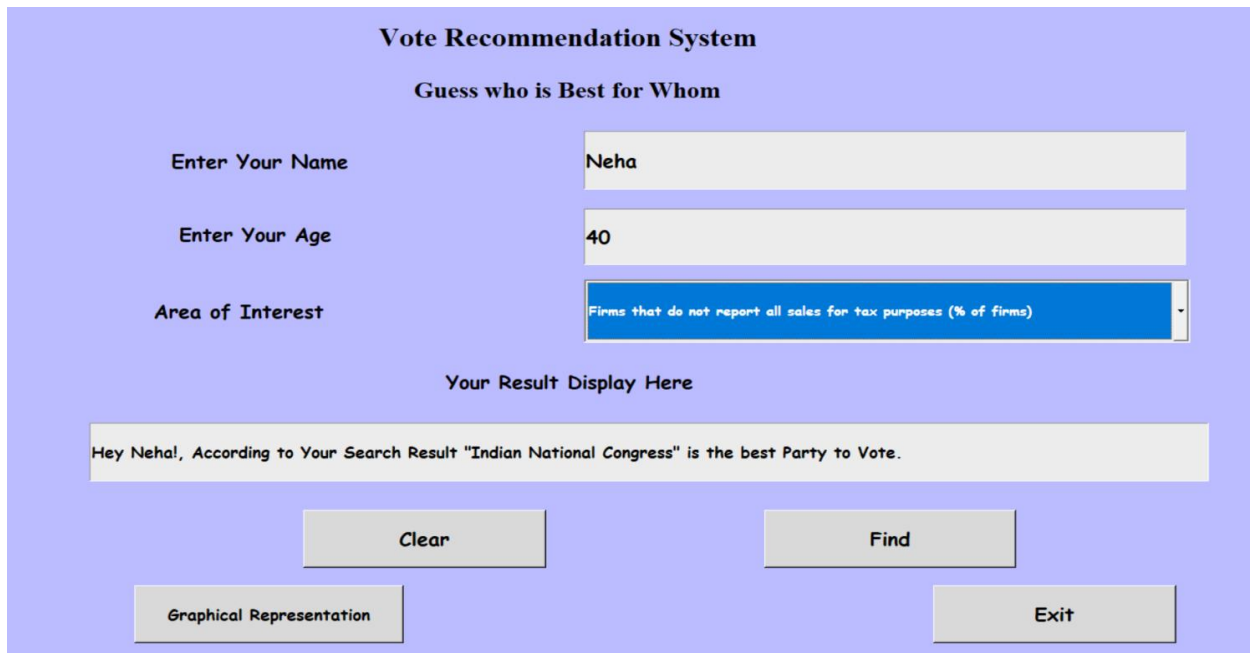 Vote Recommendation System
Guess who is Best for Whom
Enter Your Name
Neha
Enter Your Age
40
Area of Interest
Firms that do not report all sales for tax purposes (% of firms)
Your Result Display Here
Hey Neha!, According to Your Search Result "Indian National Congress" is the best Party to Vote.
Clear
Find
Graphical Representation
Exit